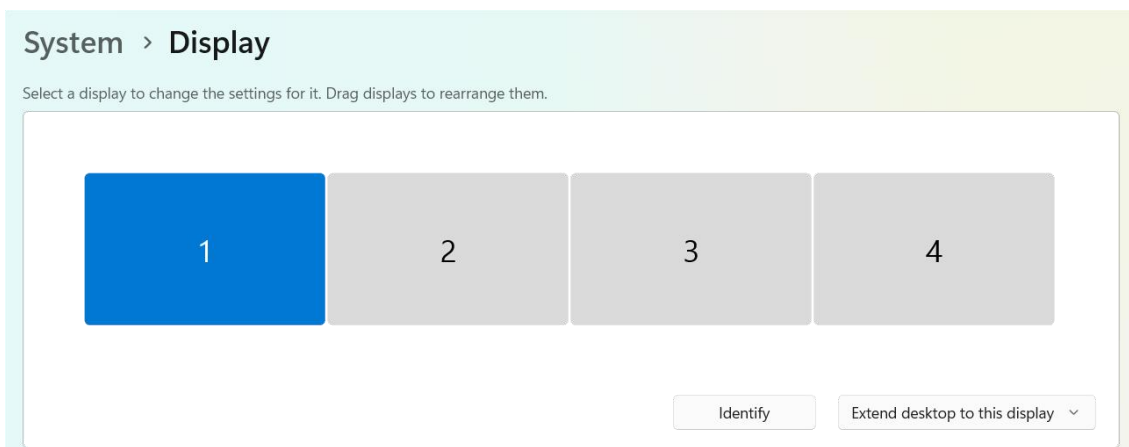 System > Display
Select a display to change the settings for it. Drag displays to rearrange them.
1 2 3 4
Identify Extend desktop to this display